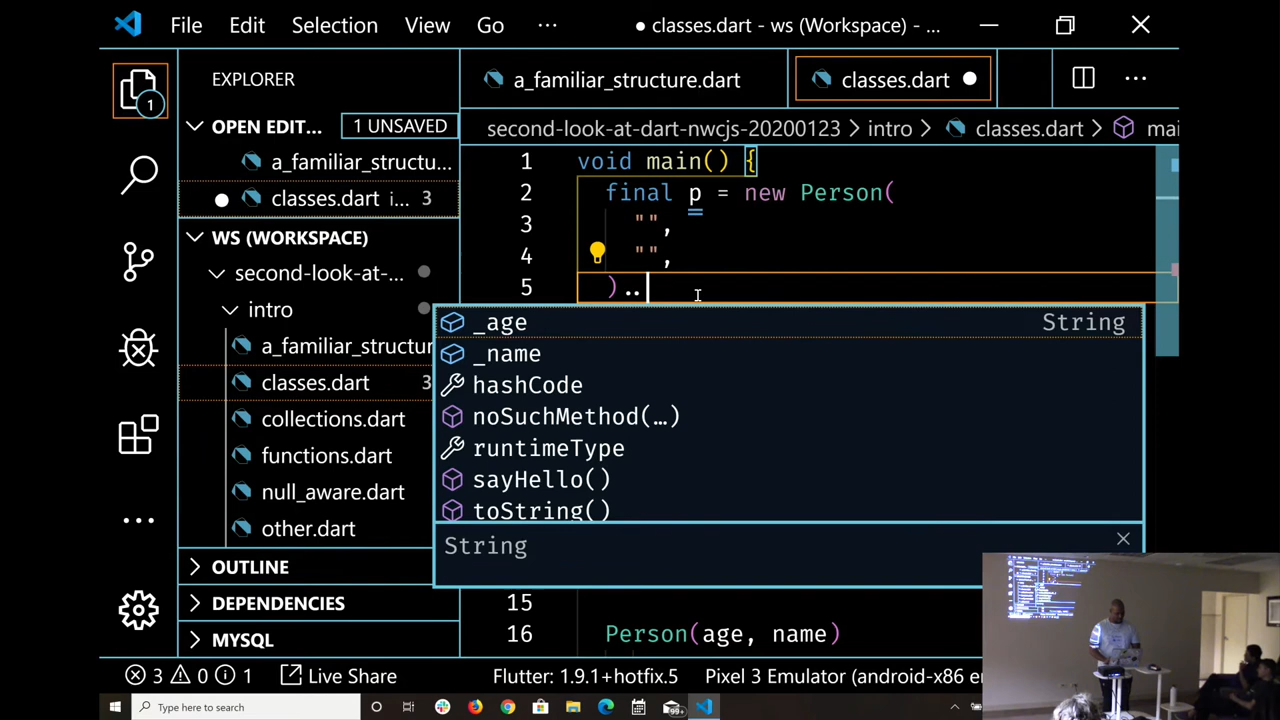 File Edit Selection View Go ··· ● classes.dart - ws (Workspace) - ...
EXPLORER
a_familiar_structure.dart
classes.dart ●
OPEN EDIT... 1 UNSAVED
second-look-at-dart-nwcjs-20200123 > intro > classes.dart > mai
a_familiar_structu...
classes.dart i... 3
WS (WORKSPACE)
second-look-at-...
intro
a_familiar_structur
classes.dart 3
collections.dart
functions.dart
null_aware.dart
other.dart
OUTLINE
DEPENDENCIES
MYSQL
1 void main() {
2 final p = new Person(
3 "",
4 "",
5 )..
_age String
_name
hashCode
noSuchMethod(…)
runtimeType
sayHello()
toString()
String
15
16 Person(age, name)
1
3 0 1 Live Share Flutter: 1.9.1+hotfix.5 Pixel 3 Emulator (android-x86 en
Type here to search
99+